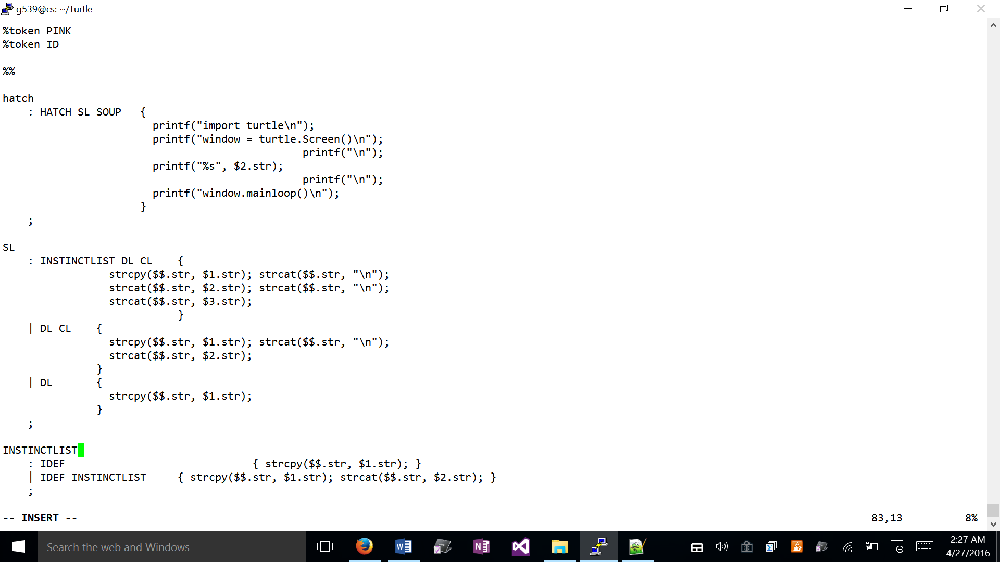 g539@cs: ~/Turtle
%token PINK
%token ID
%%
hatch
: HATCH SL SOUP {
printf("import turtle\n");
printf("window = turtle.Screen()\n");
printf("\n");
printf("%s", $2.str);
printf("\n");
printf("window.mainloop()\n");
}
;
SL
: INSTINCTLIST DL CL {
strcpy($$.str, $1.str); strcat($$.str, "\n");
strcat($$.str, $2.str); strcat($$.str, "\n");
strcat($$.str, $3.str);
}
| DL CL {
strcpy($$.str, $1.str); strcat($$.str, "\n");
strcat($$.str, $2.str);
}
| DL {
strcpy($$.str, $1.str);
}
;
INSTINCTLIST
: IDEF { strcpy($$.str, $1.str); }
| IDEF INSTINCTLIST { strcpy($$.str, $1.str); strcat($$.str, $2.str); }
;
-- INSERT -- 83,13 8%
Search the web and Windows
2:27 AM
4/27/2016